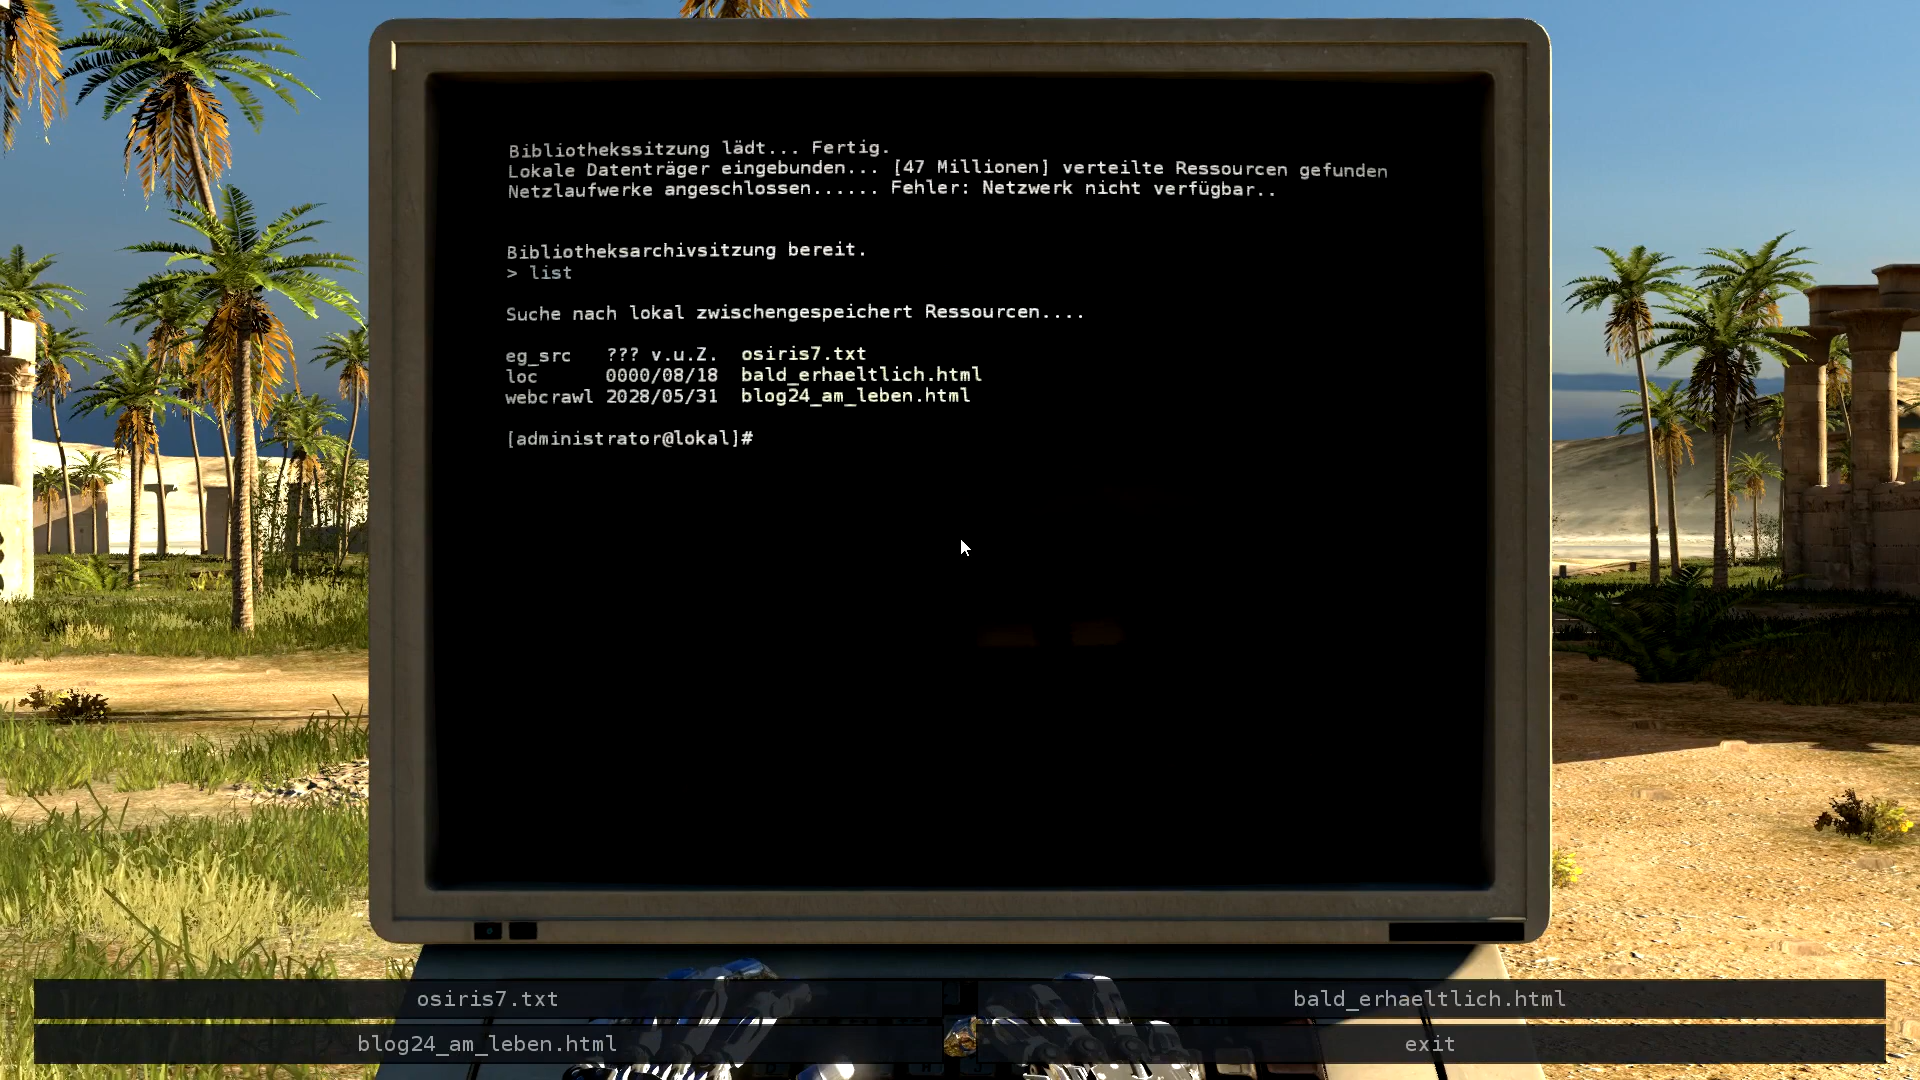 Bibliothekssitzung lädt... Fertig.
Lokale Datenträger eingebunden... [47 Millionen] verteilte Ressourcen gefunden
Netzlaufwerke angeschlossen...... Fehler: Netzwerk nicht verfügbar..
Bibliotheksarchivsitzung bereit.
> list
Suche nach lokal zwischengespeichert Ressourcen....
eg_src ??? v.u.Z. osiris7.txt
loc 0000/08/18 bald_erhaeltlich.html
webcrawl 2028/05/31 blog24_am_leben.html
[administrator@lokal]#
osiris7.txt bald_erhaeltlich.html
blog24_am_leben.html exit